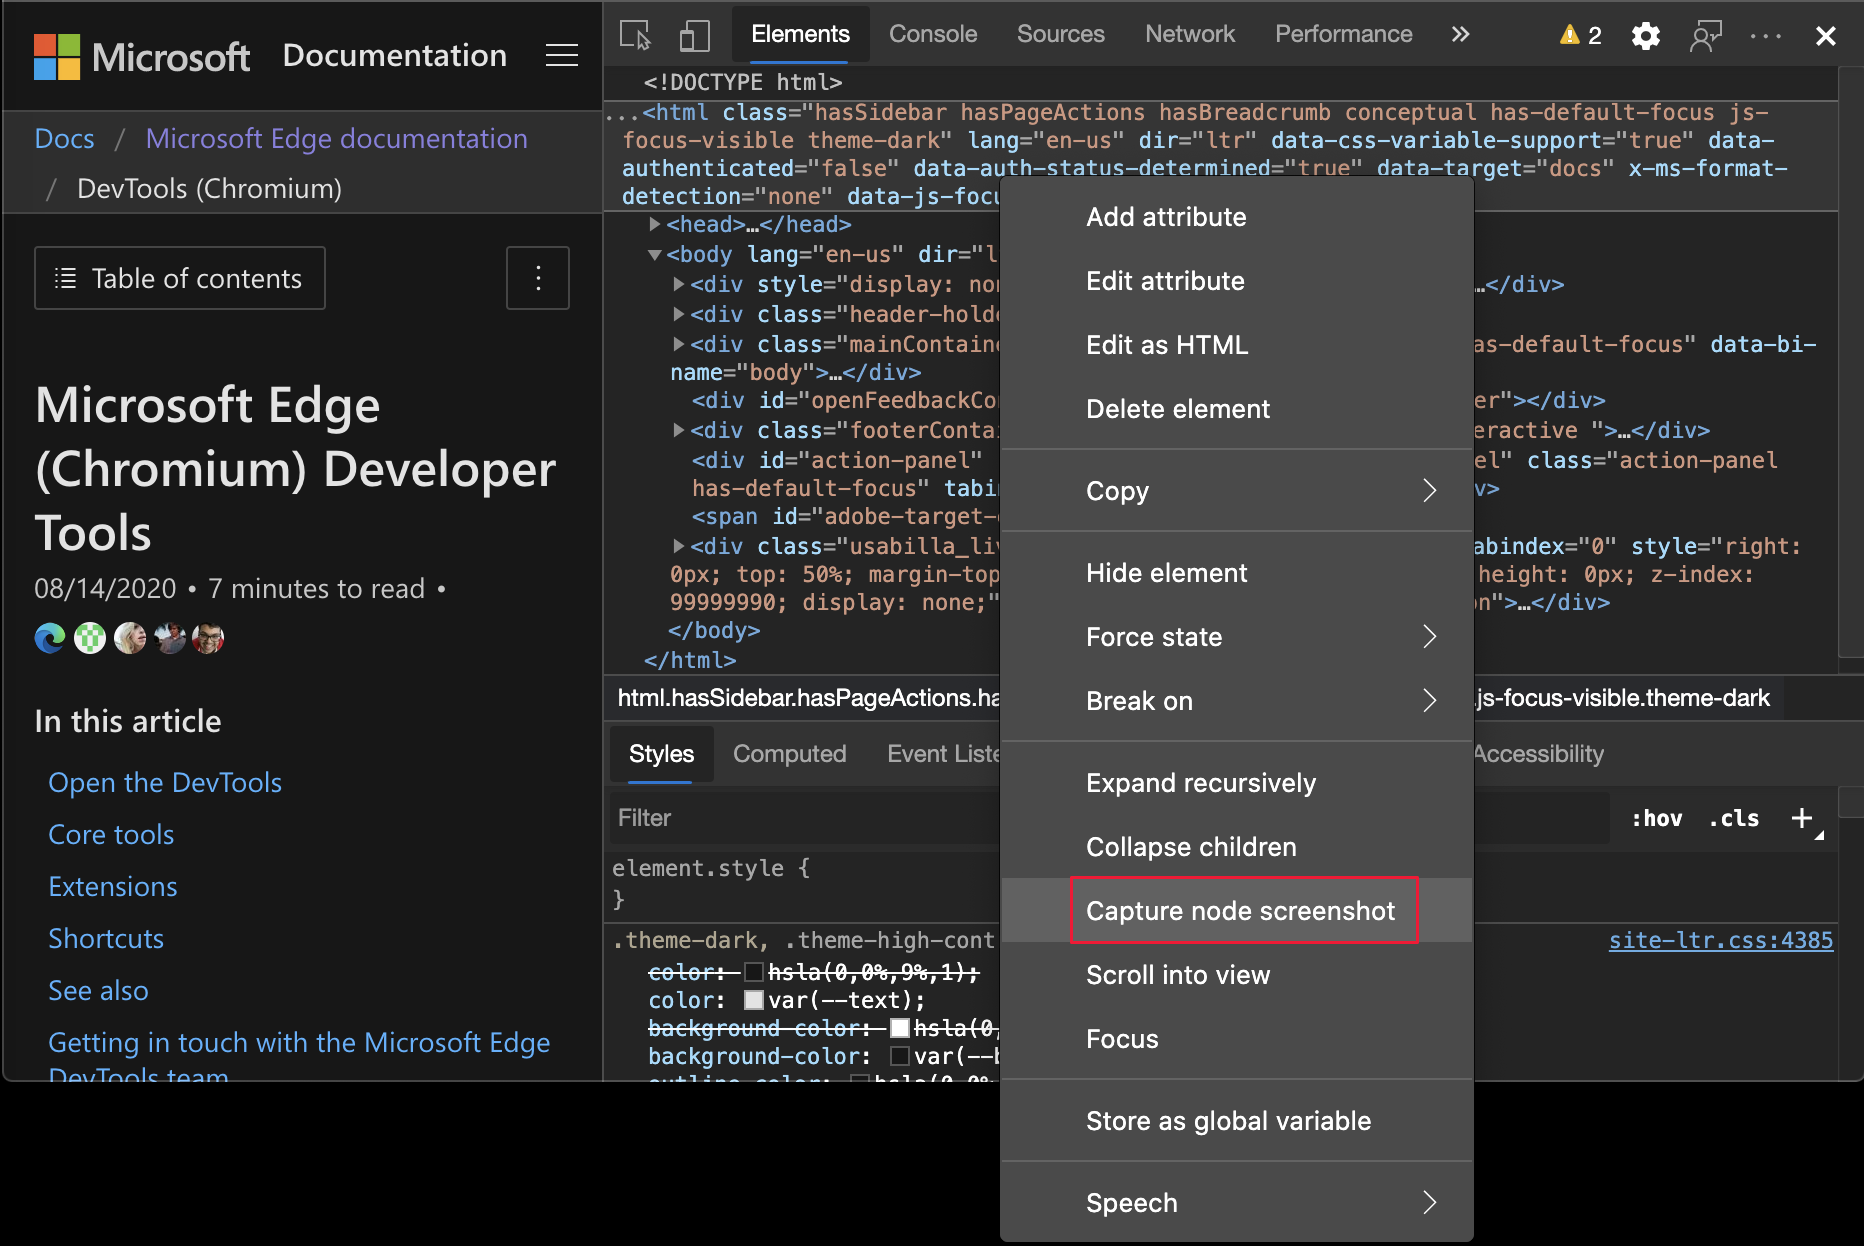 Microsoft Documentation
Docs / Microsoft Edge documentation
/ DevTools (Chromium)
Table of contents
Microsoft Edge
(Chromium) Developer
Tools
08/14/2020 • 7 minutes to read •
In this article
Open the DevTools
Core tools
Extensions
Shortcuts
See also
Getting in touch with the Microsoft Edge
DevTools team
Elements Console Sources Network Performance » 2
<!DOCTYPE html>
...<html class="hasSidebar hasPageActions hasBreadcrumb conceptual has-default-focus js-
focus-visible theme-dark" lang="en-us" dir="ltr" data-css-variable-support="true" data-
authenticated="false" data-auth-status-determined="true" data-target="docs" x-ms-format-
detection="none" data-js-focu
<head>…</head>
<body lang="en-us" dir="l
<div style="display: no …</div>
<div class="header-holde
<div class="mainContaine as-default-focus" data-bi-
name="body">…</div>
<div id="openFeedbackCo er"></div>
<div class="footerContai eractive ">…</div>
<div id="action-panel" el" class="action-panel
has-default-focus" tabi v>
<span id="adobe-target-
<div class="usabilla_li abindex="0" style="right:
0px; top: 50%; margin-top height: 0px; z-index:
99999990; display: none;" n">…</div>
</body>
</html>
html.hasSidebar.hasPageActions.ha .js-focus-visible.theme-dark
Styles Computed Event Liste Accessibility
Filter :hov .cls +
element.style {
}
.theme-dark, .theme-high-cont site-ltr.css:4385
color: hsla(0,0%,9%,1);
color: var(--text);
background-color: hsla(0,
background-color: var(--b
outline-color: hsla(0,0%
Add attribute
Edit attribute
Edit as HTML
Delete element
Copy
Hide element
Force state
Break on
Expand recursively
Collapse children
Capture node screenshot
Scroll into view
Focus
Store as global variable
Speech